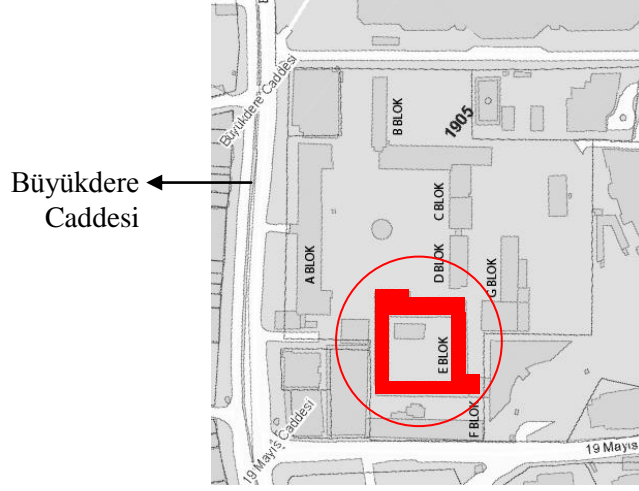 Büyükdere Caddesi
B BLOK
1905
Büyükdere
Caddesi
C BLOK
A BLOK
D BLOK
G BLOK
E BLOK
F BLOK
19 Mayıs Caddesi
19 Mayıs